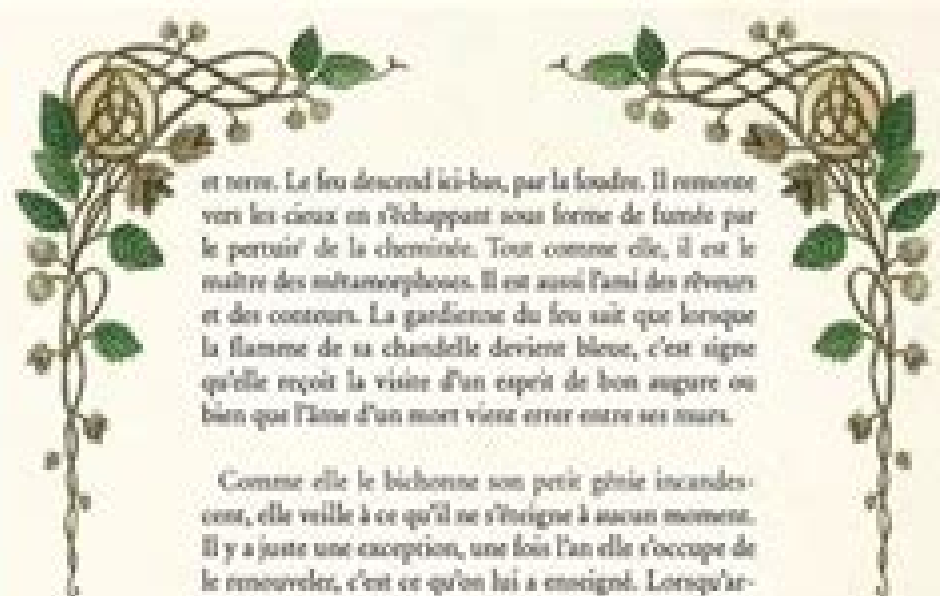 et terre. Le feu descend ici-bas, par la foudre. Il remonte
vers les cieux en s'échappant sous forme de fumée par
le pertuis¹ de la cheminée. Tout comme elle, il est le
maître des métamorphoses. Il est aussi l'ami des rêveurs
et des conteurs. La gardienne du feu sait que lorsque
la flamme de sa chandelle devient bleue, c'est signe
qu'elle reçoit la visite d'un esprit de bon augure ou
bien que l'âme d'un mort vient errer entre ses murs.
Comme elle le bichonne son petit génie incandes-
cent, elle veille à ce qu'il ne s'éteigne à aucun moment.
Il y a juste une exception, une fois l'an elle s'occupe de
le renouveler, c'est ce qu'on lui a enseigné. Lorsqu'ar-